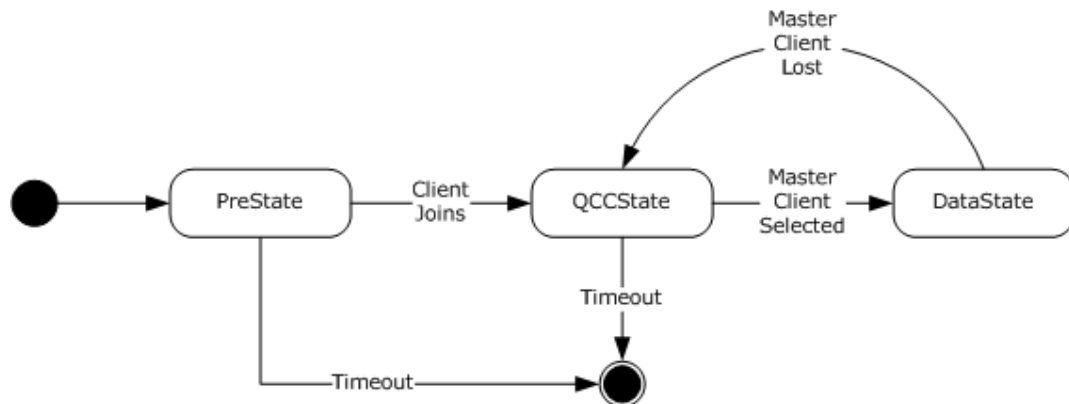 Master
Client
Lost
PreState
Client
Joins
QCCState
Master
Client
Selected
DataState
Timeout
Timeout